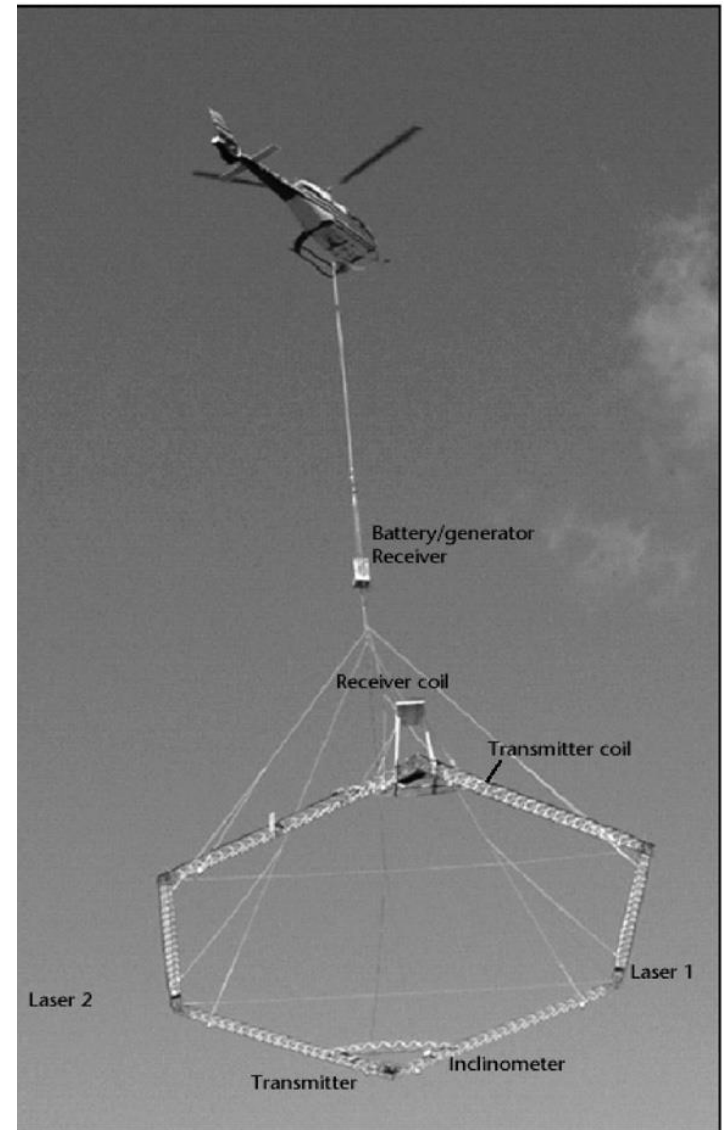 Battery/generator
Receiver
Receiver coil
Transmitter coil
Laser 1
Laser 2
Inclinometer
Transmitter